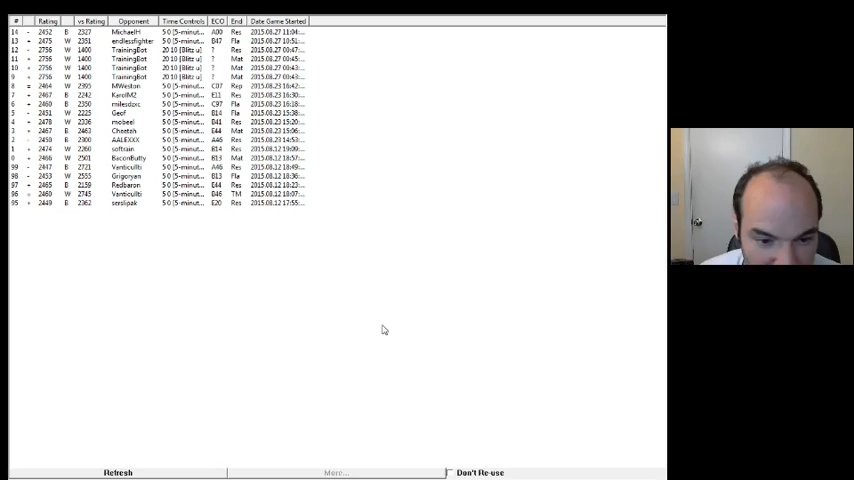 # Rating vs Rating Opponent Time Controls ECO End Date Game Started
14 - 2452 B 2327 MichaelH 5 0 [5-minut... A00 Res 2015.08.27 11:04:...
13 + 2475 W 2351 endlessfighter 5 0 [5-minut... B47 Fla 2015.08.27 10:51:...
12 - 2756 W 1400 TrainingBot 20 10 [Blitz u] ? Res 2015.08.27 00:47:...
11 + 2756 W 1400 TrainingBot 20 10 [Blitz u] ? Mat 2015.08.27 00:45:...
10 + 2756 W 1400 TrainingBot 20 10 [Blitz u] ? Mat 2015.08.27 00:43:...
9 + 2756 W 1400 TrainingBot 20 10 [Blitz u] ? Mat 2015.08.27 00:43:...
8 = 2464 W 2395 MWeston 5 0 [5-minut... C07 Rep 2015.08.23 16:42:...
7 + 2467 B 2242 KarolM2 5 0 [5-minut... E11 Res 2015.08.23 16:30:...
6 + 2460 B 2350 milesdzxc 5 0 [5-minut... C97 Fla 2015.08.23 16:18:...
5 - 2451 W 2225 Geof 5 0 [5-minut... B14 Fla 2015.08.23 15:38:...
4 + 2478 W 2336 mobeel 5 0 [5-minut... B41 Res 2015.08.23 15:20:...
3 + 2467 B 2463 Cheetah 5 0 [5-minut... E44 Mat 2015.08.23 15:06:...
2 - 2450 B 2300 AALEXXX 5 0 [5-minut... A46 Res 2015.08.23 14:53:...
1 + 2474 W 2260 softrain 5 0 [5-minut... B14 Res 2015.08.12 19:09:...
0 + 2466 W 2501 BaconButty 5 0 [5-minut... B13 Mat 2015.08.12 18:57:...
99 - 2447 B 2721 Vanticultti 5 0 [5-minut... A46 Res 2015.08.12 18:49:...
98 - 2453 W 2555 Grigoryan 5 0 [5-minut... B13 Fla 2015.08.12 18:36:...
97 + 2465 B 2159 Redbaron 5 0 [5-minut... E44 Res 2015.08.12 18:23:...
96 = 2460 W 2745 Vanticultti 5 0 [5-minut... B46 TM 2015.08.12 18:07:...
95 + 2449 B 2362 serslipak 5 0 [5-minut... E20 Res 2015.08.12 17:55:...
Refresh More... Don't Re-use